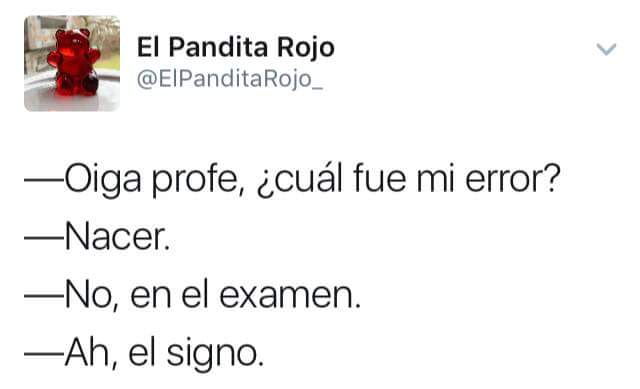 El Pandita Rojo
@ElPanditaRojo_
—Oiga profe, ¿cuál fue mi error?
—Nacer.
—No, en el examen.
—Ah, el signo.